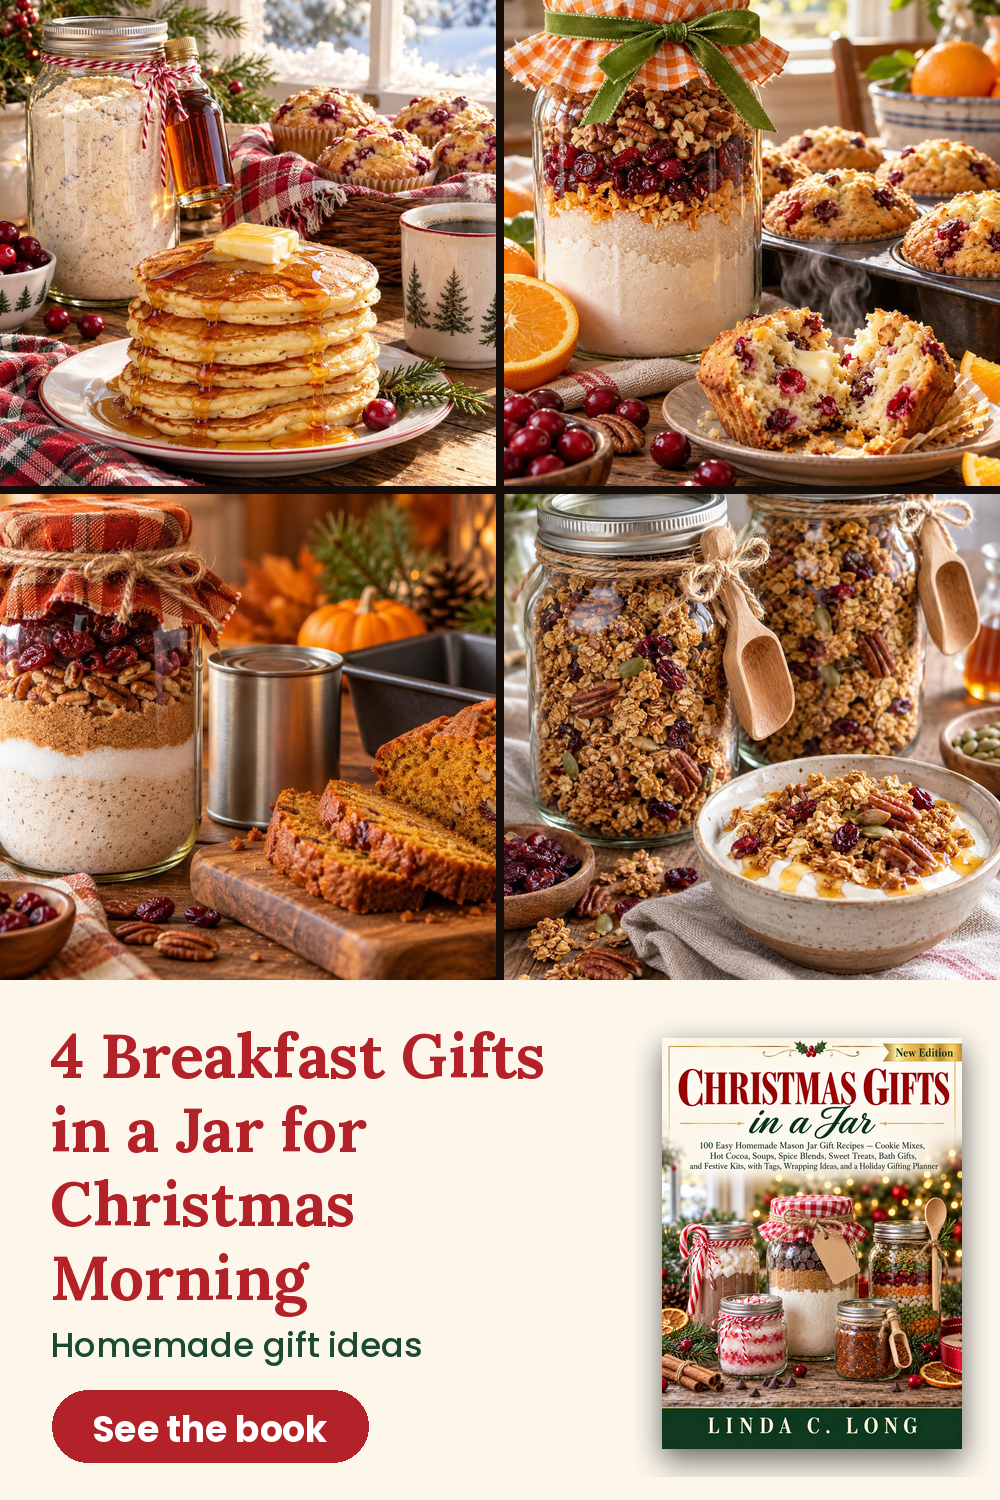 4 Breakfast Gifts
in a Jar for
Christmas
Morning
Homemade gift ideas
See the book
New Edition
CHRISTMAS GIFTS
in a Jar
100 Easy Homemade Mason Jar Gift Recipes — Cookie Mixes,
Hot Cocoa, Soups, Spice Blends, Sweet Treats, Bath Gifts,
and Festive Kits, with Tags, Wrapping Ideas, and a Holiday Gifting Planner
LINDA C. LONG